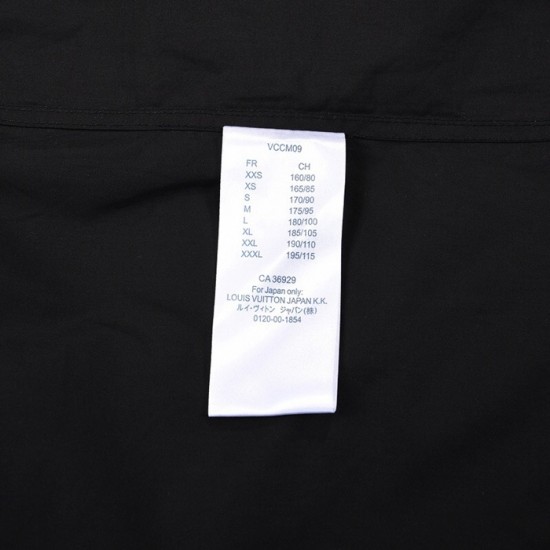 VCCM09
FR CH
XXS 160/80
XS 165/85
S 170/90
M 175/95
L 180/100
XL 185/105
XXL 190/110
XXXL 195/115
CA 36929
For Japan only:
LOUIS VUITTON JAPAN K.K.
ルイ・ヴィトン ジャパン(株)
0120-00-1854